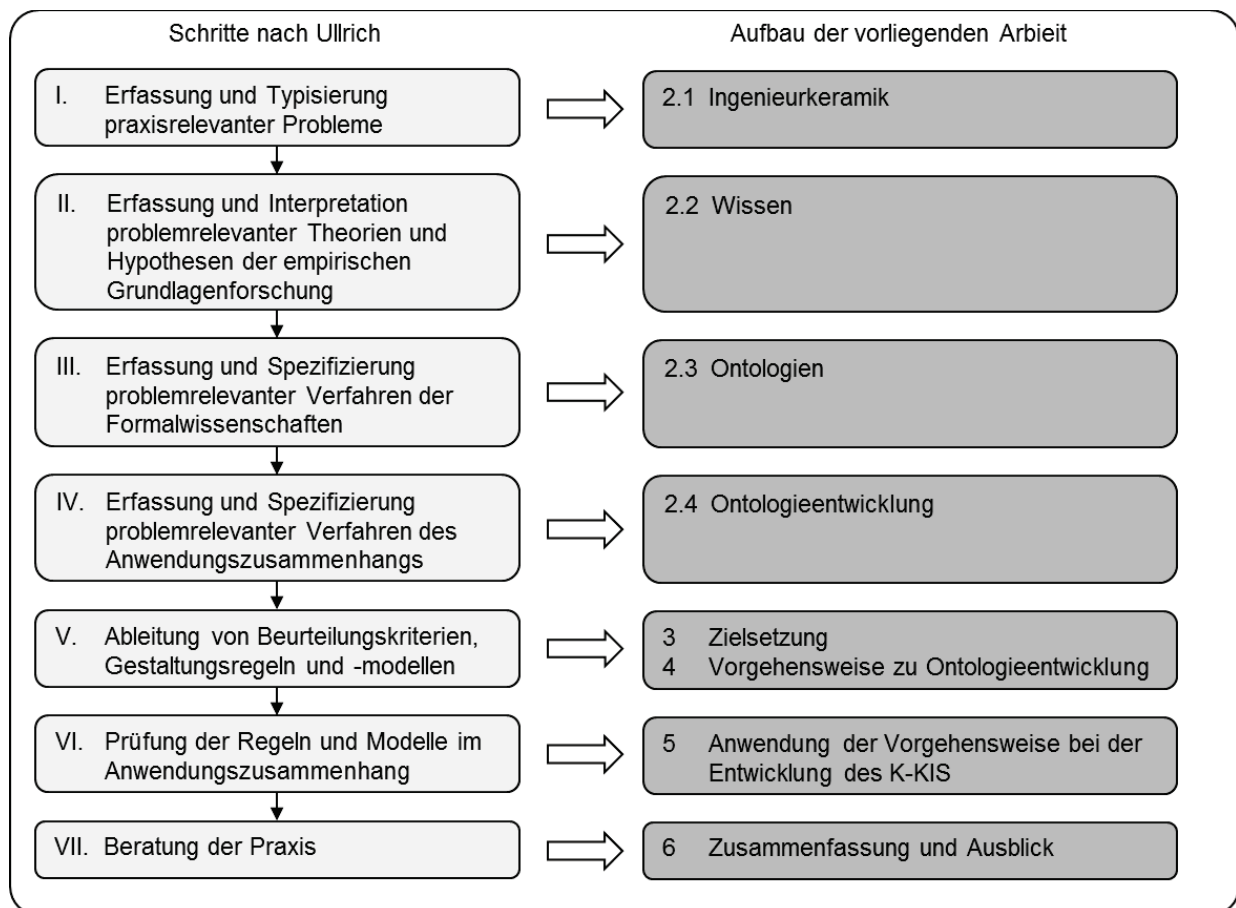 Schritte nach Ullrich
Aufbau der vorliegenden Arbieit
I. Erfassung und Typisierung
praxisrelevanter Probleme
2.1 Ingenieurkeramik
II. Erfassung und Interpretation
problemrelevanter Theorien und
Hypothesen der empirischen
Grundlagenforschung
2.2 Wissen
III. Erfassung und Spezifizierung
problemrelevanter Verfahren der
Formalwissenschaften
2.3 Ontologien
IV. Erfassung und Spezifizierung
problemrelevanter Verfahren des
Anwendungszusammenhangs
2.4 Ontologieentwicklung
V. Ableitung von Beurteilungskriterien,
Gestaltungsregeln und -modellen
3 Zielsetzung
4 Vorgehensweise zu Ontologieentwicklung
VI. Prüfung der Regeln und Modelle im
Anwendungszusammenhang
5 Anwendung der Vorgehensweise bei der
Entwicklung des K-KIS
VII. Beratung der Praxis
6 Zusammenfassung und Ausblick